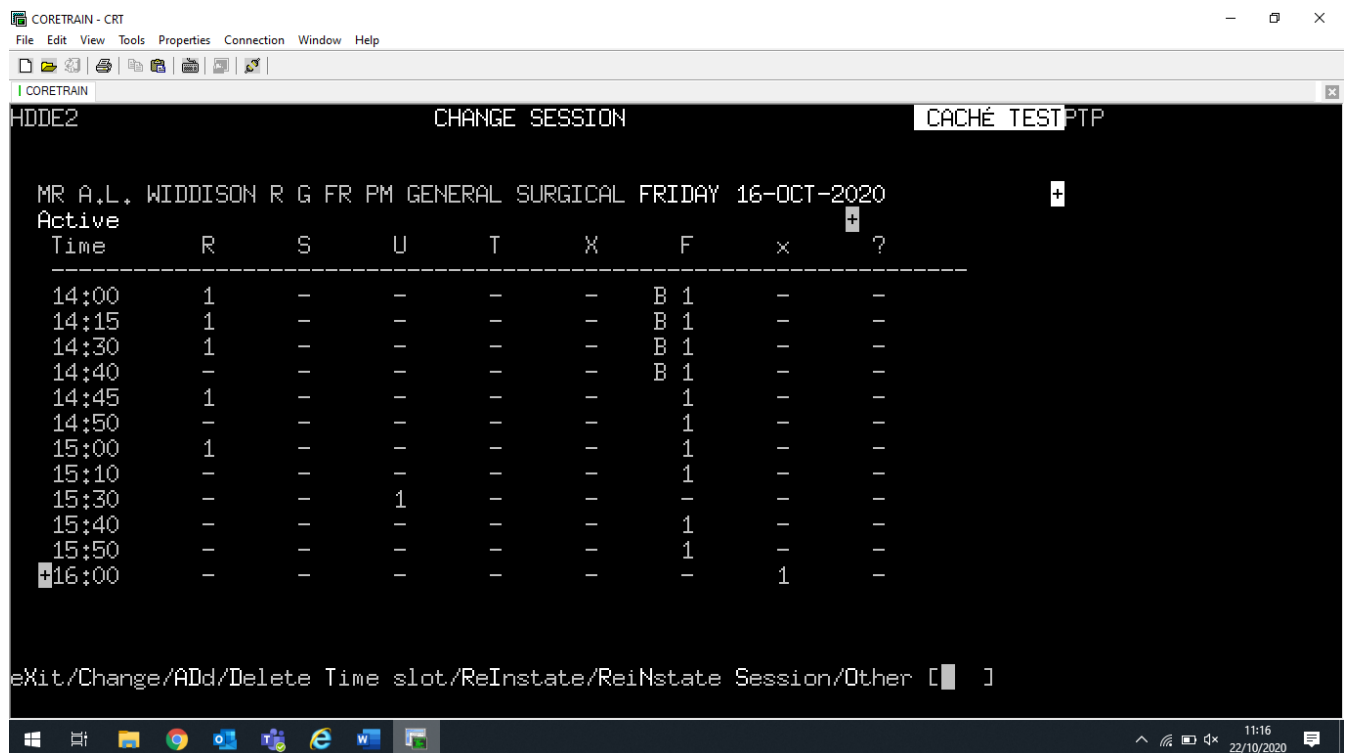 CORETRAIN - CRT
File Edit View Tools Properties Connection Window Help
CORETRAIN
HDDE2 CHANGE SESSION CACHÉ TEST PTP
MR A.L. WIDDISON R G FR PM GENERAL SURGICAL FRIDAY 16-OCT-2020 +
Active +
Time R S U T X F x ?
14:00 1 - - - - B 1 - -
14:15 1 - - - - B 1 - -
14:30 1 - - - - B 1 - -
14:40 - - - - - B 1 - -
14:45 1 - - - - 1 - -
14:50 - - - - - 1 - -
15:00 1 - - - - 1 - -
15:10 - - - - - 1 - -
15:30 - - 1 - - - - -
15:40 - - - - - 1 - -
15:50 - - - - - 1 - -
+16:00 - - - - - - 1 -
eXit/Change/ADd/Delete Time slot/ReInstate/ReiNstate Session/Other [ ]
11:16
22/10/2020